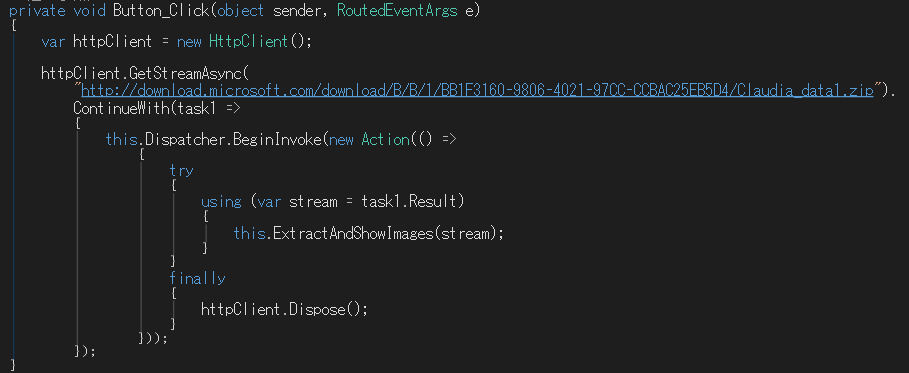 private void Button_Click(object sender, RoutedEventArgs e)
{
    var httpClient = new HttpClient();
    httpClient.GetStreamAsync(
        "http://download.microsoft.com/download/B/B/1/BB1F3160-9806-4021-97CC-CCBAC25EB5D4/Claudia_data1.zip").
        ContinueWith(task1 =>
        {
            this.Dispatcher.BeginInvoke(new Action(() =>
                {
                    try
                    {
                        using (var stream = task1.Result)
                        {
                            this.ExtractAndShowImages(stream);
                        }
                    }
                    finally
                    {
                        httpClient.Dispose();
                    }
                }));
        });
}